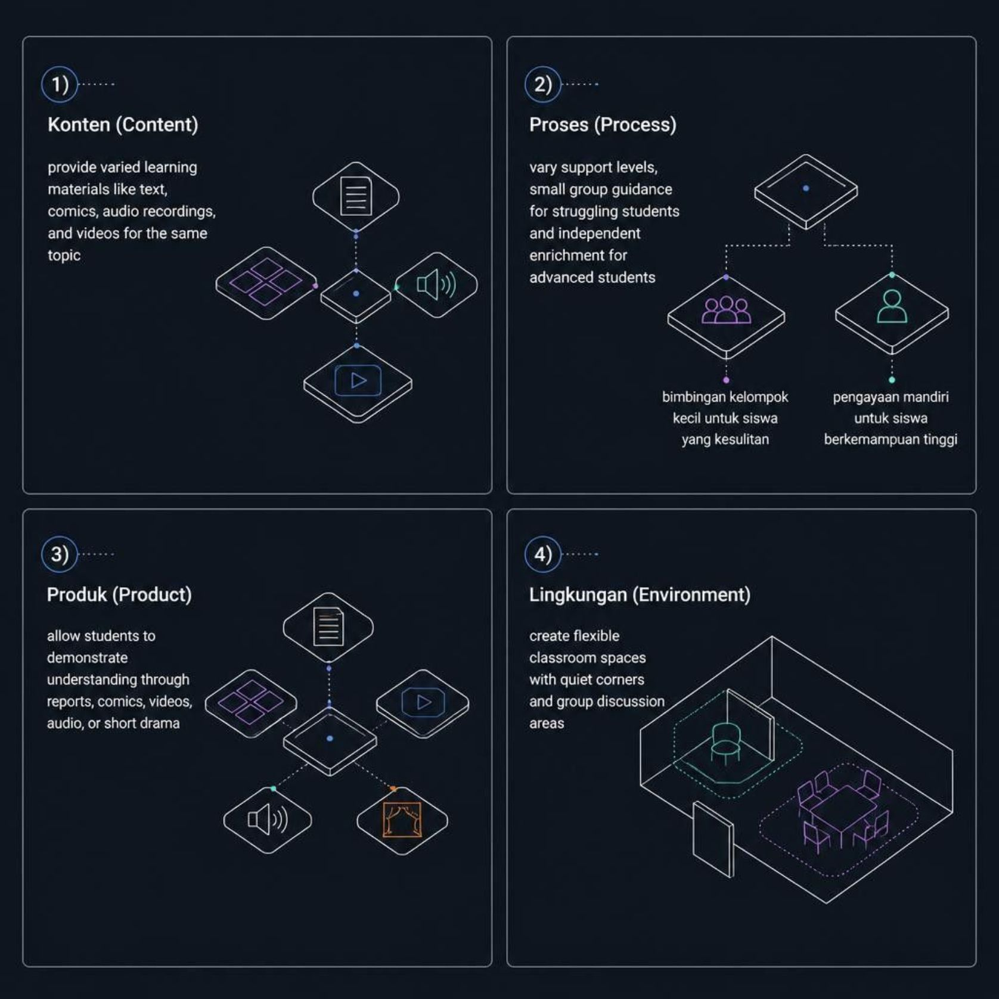 1)
Konten (Content)
provide varied learning
materials like text,
comics, audio recordings,
and videos for the same
topic
2)
Proses (Process)
vary support levels,
small group guidance
for struggling students
and independent
enrichment for
advanced students
bimbingan kelompok
kecil untuk siswa
yang kesulitan
pengayaan mandiri
untuk siswa
berkemampuan tinggi
3)
Produk (Product)
allow students to
demonstrate
understanding through
reports, comics, videos,
audio, or short drama
4)
Lingkungan (Environment)
create flexible
classroom spaces
with quiet corners
and group discussion
areas